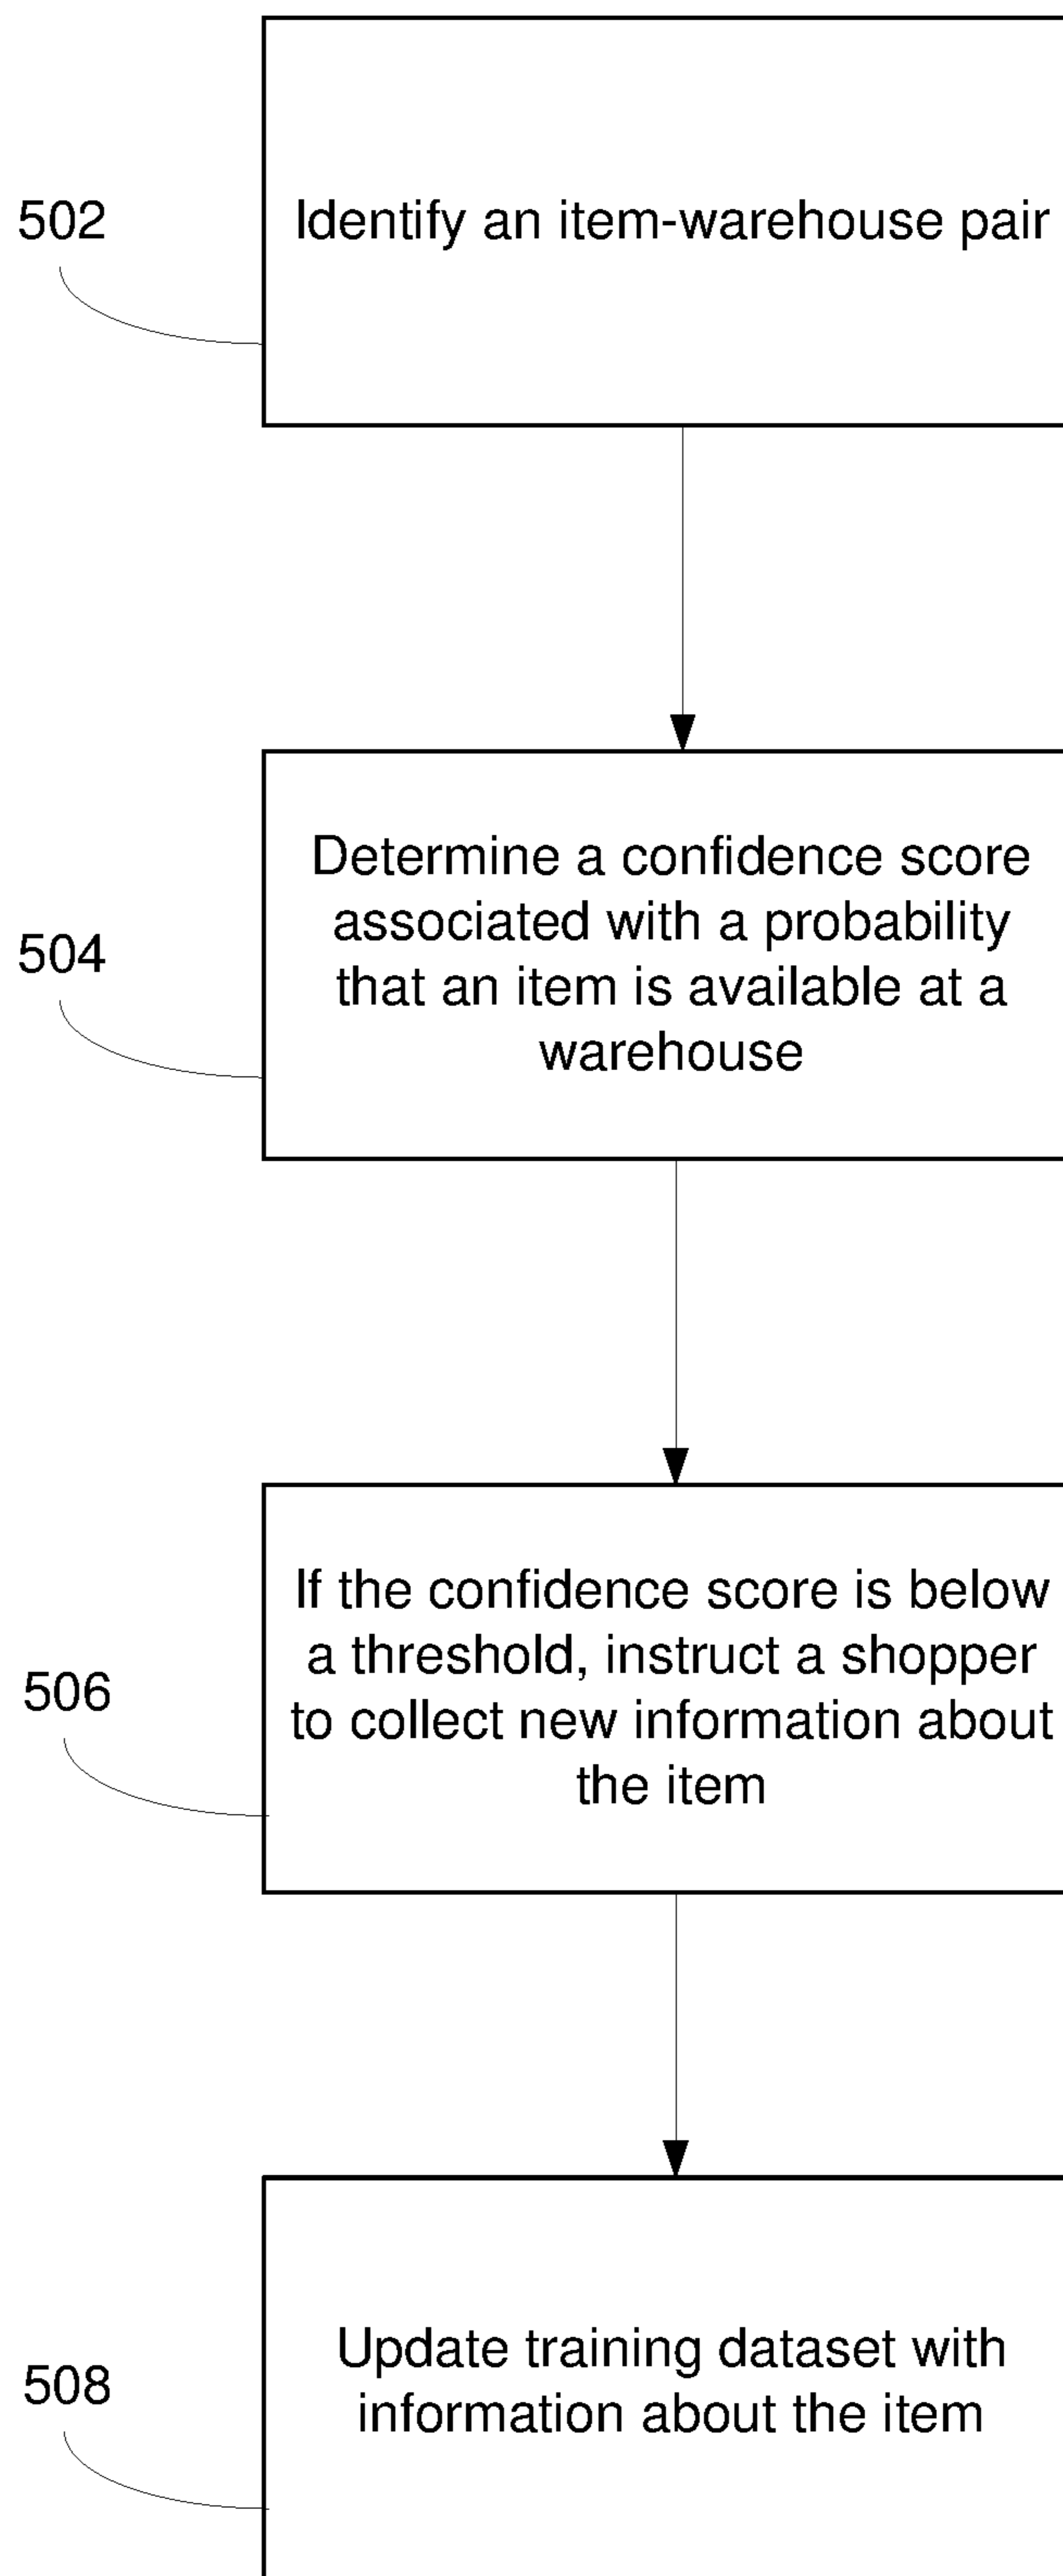 502
Identify an item-warehouse pair
504
Determine a confidence score
associated with a probability
that an item is available at a
warehouse
506
If the confidence score is below
a threshold, instruct a shopper
to collect new information about
the item
508
Update training dataset with
information about the item